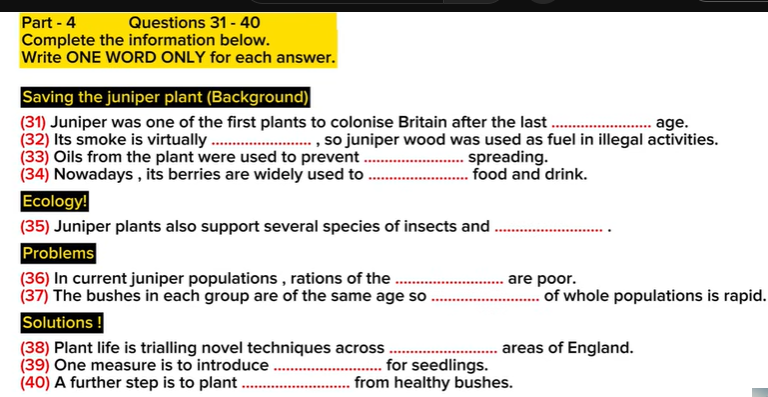 Part - 4 Questions 31 - 40
Complete the information below.
Write ONE WORD ONLY for each answer.
Saving the juniper plant (Background)
(31) Juniper was one of the first plants to colonise Britain after the last ........................ age.
(32) Its smoke is virtually ........................ , so juniper wood was used as fuel in illegal activities.
(33) Oils from the plant were used to prevent ........................ spreading.
(34) Nowadays , its berries are widely used to ........................ food and drink.
Ecology!
(35) Juniper plants also support several species of insects and .......................... .
Problems
(36) In current juniper populations , rations of the .......................... are poor.
(37) The bushes in each group are of the same age so .......................... of whole populations is rapid.
Solutions !
(38) Plant life is trialling novel techniques across .......................... areas of England.
(39) One measure is to introduce .......................... for seedlings.
(40) A further step is to plant .......................... from healthy bushes.